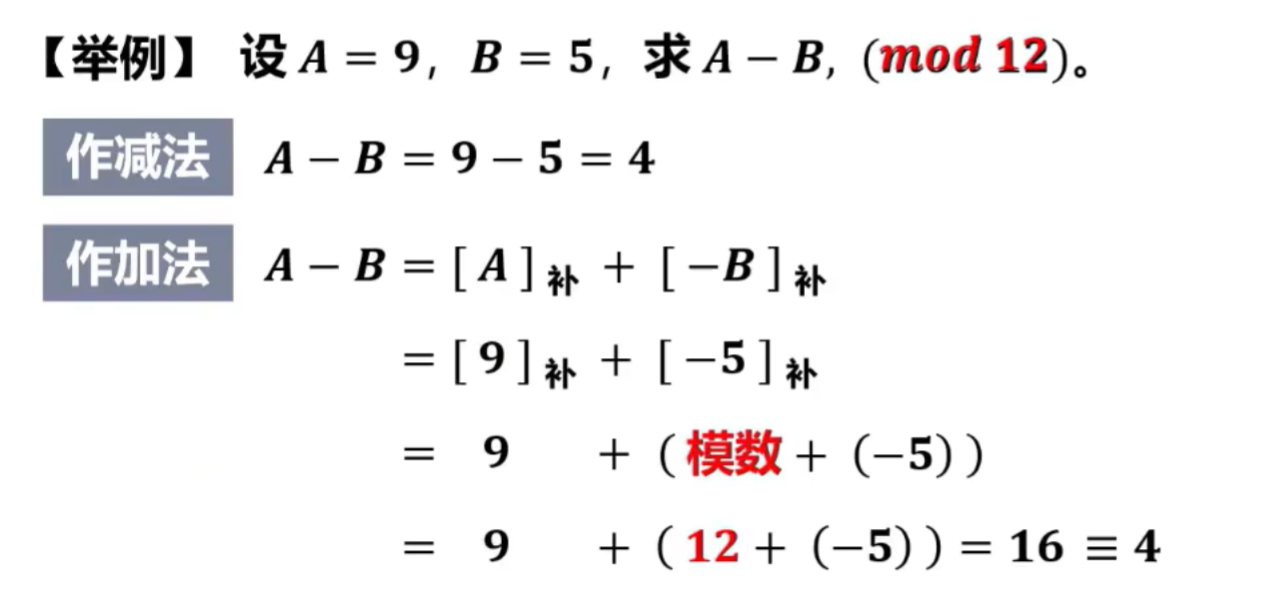 【举例】 设 A = 9, B = 5, 求 A − B, (mod 12)。
作减法 A − B = 9 − 5 = 4
作加法 A − B = [ A ]补 + [ −B ]补
= [ 9 ]补 + [ −5 ]补
= 9 + ( 模数 + (−5) )
= 9 + ( 12 + (−5) ) = 16 ≡ 4